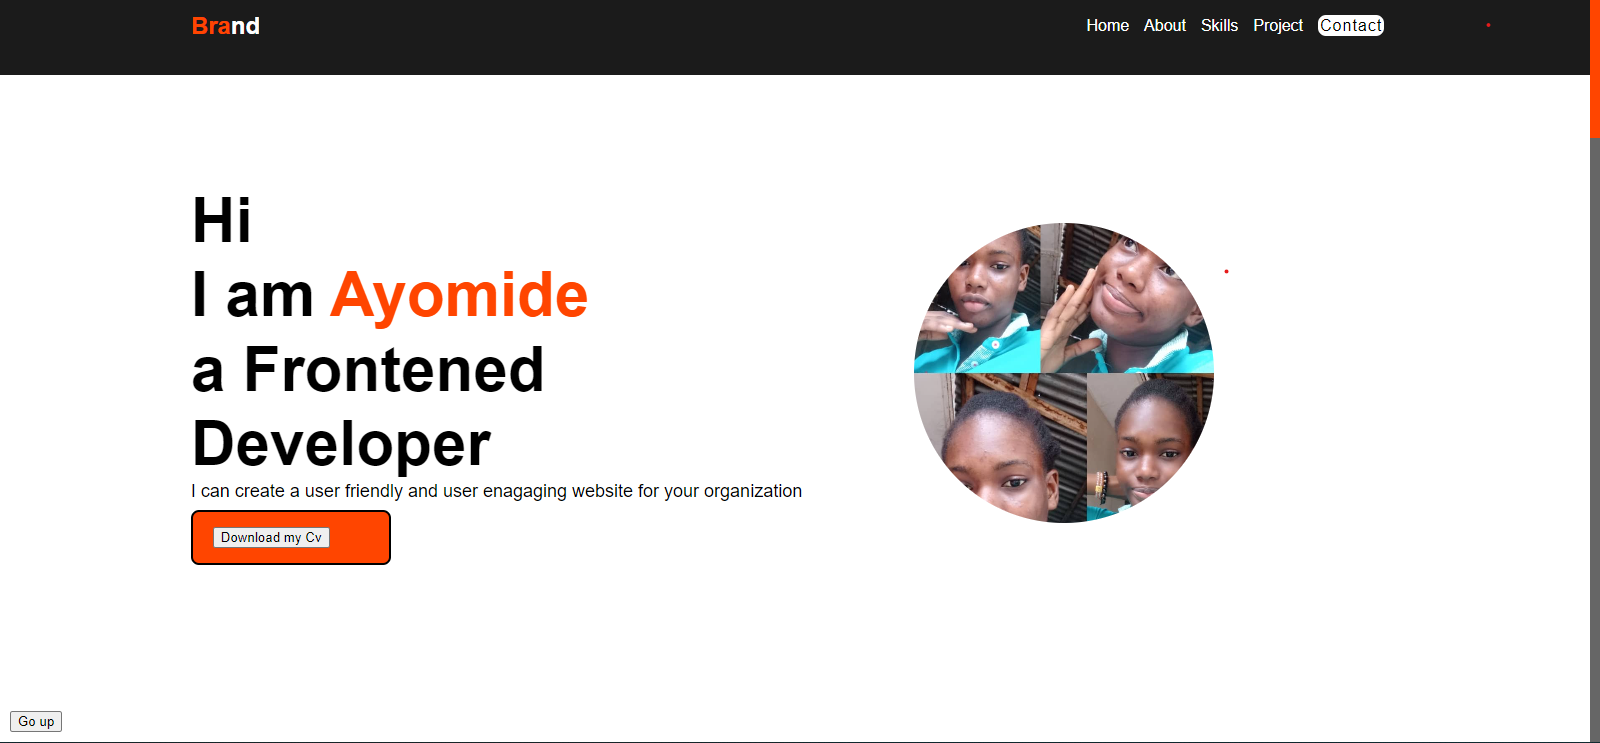 Brand
Home About Skills Project Contact
Hi
I am Ayomide
a Frontened
Developer
I can create a user friendly and user enagaging website for your organization
Download my Cv
Go up